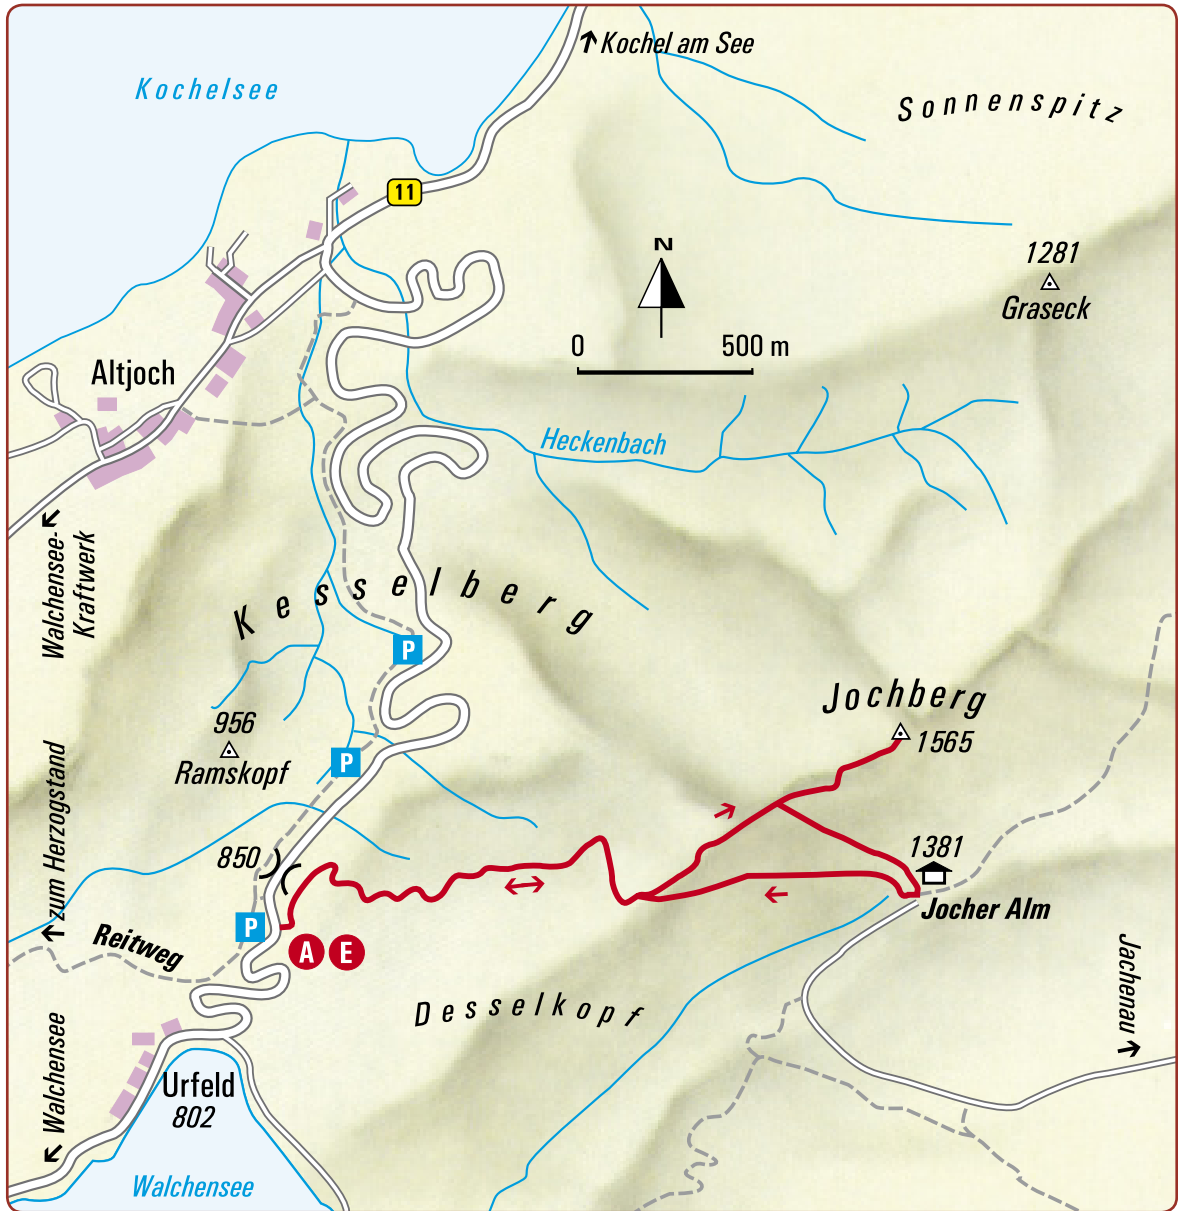 Kochel am See
Kochelsee
Sonnenspitz
11
N
1281
Graseck
0 500 m
Altjoch
Heckenbach
Walchensee-
Kraftwerk
Kesselberg
P
Jochberg
1565
956
Ramskopf
P
zum Herzogstand
850
1381
Jocher Alm
P
Reitweg
A E
Jachenau
Desselkopf
Walchensee
Urfeld
802
Walchensee